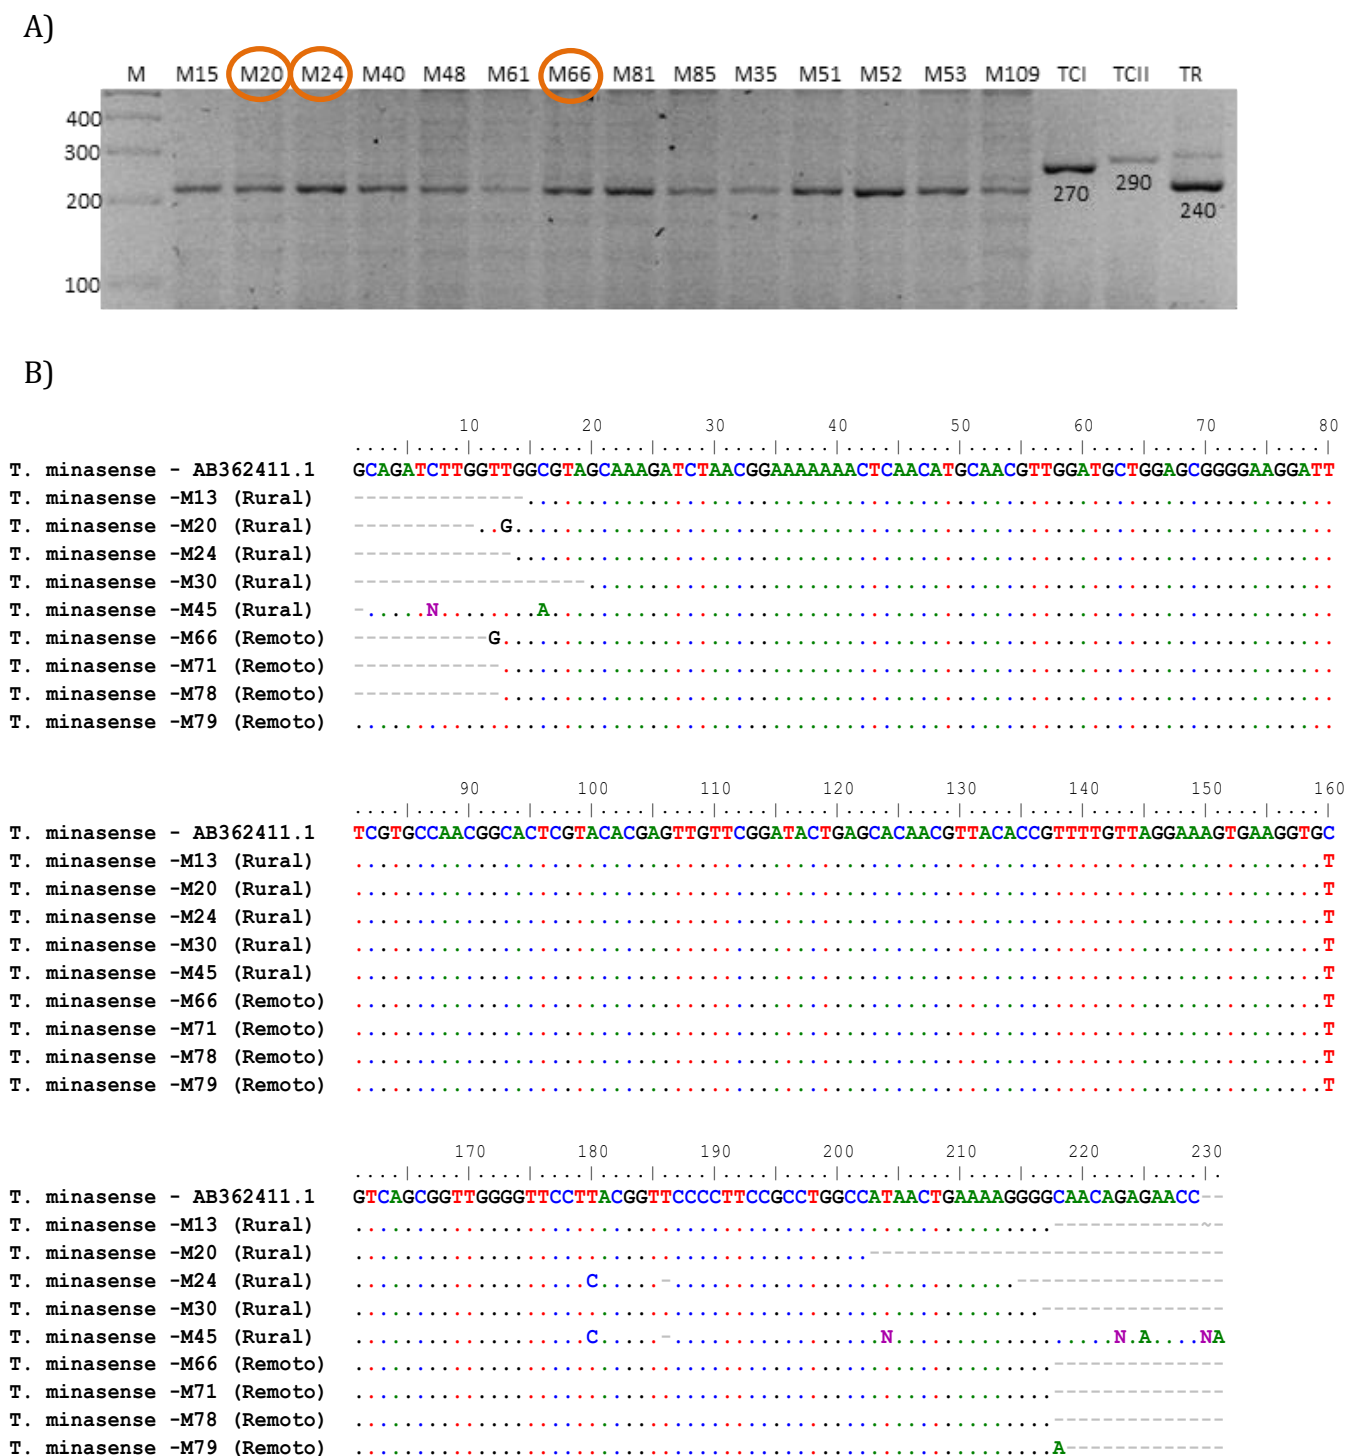 A)
M M15 M20 M24 M40 M48 M61 M66 M81 M85 M35 M51 M52 M53 M109 TCI TCII TR
400
300
200
100
270
290
240
B)
10 20 30 40 50 60 70 80
T. minasense - AB362411.1 GCAGATCTTGGTTGGCGTAGCAAAGATCTAACGGAAAAAAACTCAACATGCAACGTTGGATGCTGGAGCGGGGAAGGATT
T. minasense -M13 (Rural) --------------..................................................................
T. minasense -M20 (Rural) ----------..G...................................................................
T. minasense -M24 (Rural) -------------...................................................................
T. minasense -M30 (Rural) -------------------.............................................................
T. minasense -M45 (Rural) -.....N........A................................................................
T. minasense -M66 (Remoto) -----------G....................................................................
T. minasense -M71 (Remoto) ------------....................................................................
T. minasense -M78 (Remoto) ------------....................................................................
T. minasense -M79 (Remoto) ................................................................................
90 100 110 120 130 140 150 160
T. minasense - AB362411.1 TCGTGCCAACGGCACTCGTACACGAGTTGTTCGGATACTGAGCACAACGTTACACCGTTTTGTTAGGAAAGTGAAGGTGC
T. minasense -M13 (Rural) ...............................................................................T
T. minasense -M20 (Rural) ...............................................................................T
T. minasense -M24 (Rural) ...............................................................................T
T. minasense -M30 (Rural) ...............................................................................T
T. minasense -M45 (Rural) ...............................................................................T
T. minasense -M66 (Remoto) ...............................................................................T
T. minasense -M71 (Remoto) ...............................................................................T
T. minasense -M78 (Remoto) ...............................................................................T
T. minasense -M79 (Remoto) ...............................................................................T
170 180 190 200 210 220 230
T. minasense - AB362411.1 GTCAGCGGTTGGGGTTCCTTACGGTTCCCCTTCCGCCTGGCCATAACTGAAAAGGGGCAACAGAGAACC--
T. minasense -M13 (Rural) .........................................................------------~-
T. minasense -M20 (Rural) ..........................................-----------------------------
T. minasense -M24 (Rural) ...................C.....-............................-----------------
T. minasense -M30 (Rural) ........................................................---------------
T. minasense -M45 (Rural) ...................C.....-.................N..................N.A....NA
T. minasense -M66 (Remoto) .........................................................--------------
T. minasense -M71 (Remoto) .........................................................--------------
T. minasense -M78 (Remoto) .........................................................--------------
T. minasense -M79 (Remoto) .........................................................A-------------